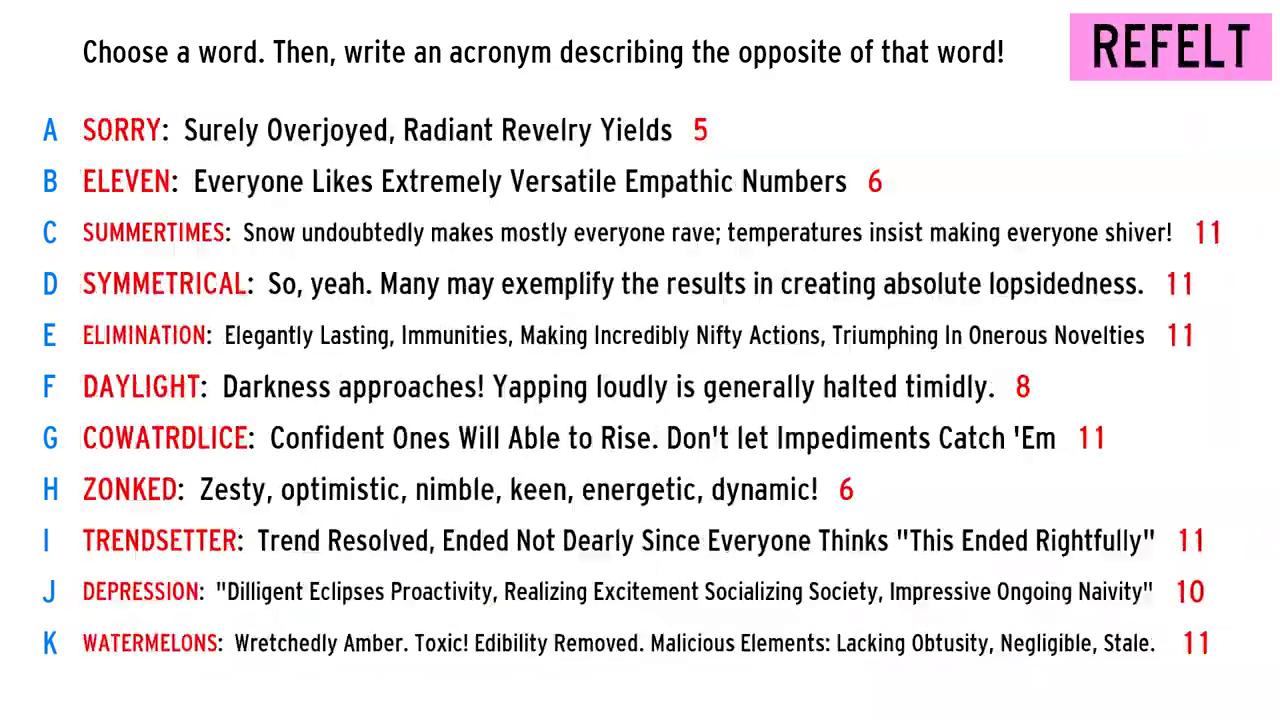 Choose a word. Then, write an acronym describing the opposite of that word!
REFELT
A SORRY: Surely Overjoyed, Radiant Revelry Yields 5
B ELEVEN: Everyone Likes Extremely Versatile Empathic Numbers 6
C SUMMERTIMES: Snow undoubtedly makes mostly everyone rave; temperatures insist making everyone shiver! 11
D SYMMETRICAL: So, yeah. Many may exemplify the results in creating absolute lopsidedness. 11
E ELIMINATION: Elegantly Lasting, Immunities, Making Incredibly Nifty Actions, Triumphing In Onerous Novelties 11
F DAYLIGHT: Darkness approaches! Yapping loudly is generally halted timidly. 8
G COWATRDLICE: Confident Ones Will Able to Rise. Don't let Impediments Catch 'Em 11
H ZONKED: Zesty, optimistic, nimble, keen, energetic, dynamic! 6
I TRENDSETTER: Trend Resolved, Ended Not Dearly Since Everyone Thinks "This Ended Rightfully" 11
J DEPRESSION: "Dilligent Eclipses Proactivity, Realizing Excitement Socializing Society, Impressive Ongoing Naivity" 10
K WATERMELONS: Wretchedly Amber. Toxic! Edibility Removed. Malicious Elements: Lacking Obtusity, Negligible, Stale. 11